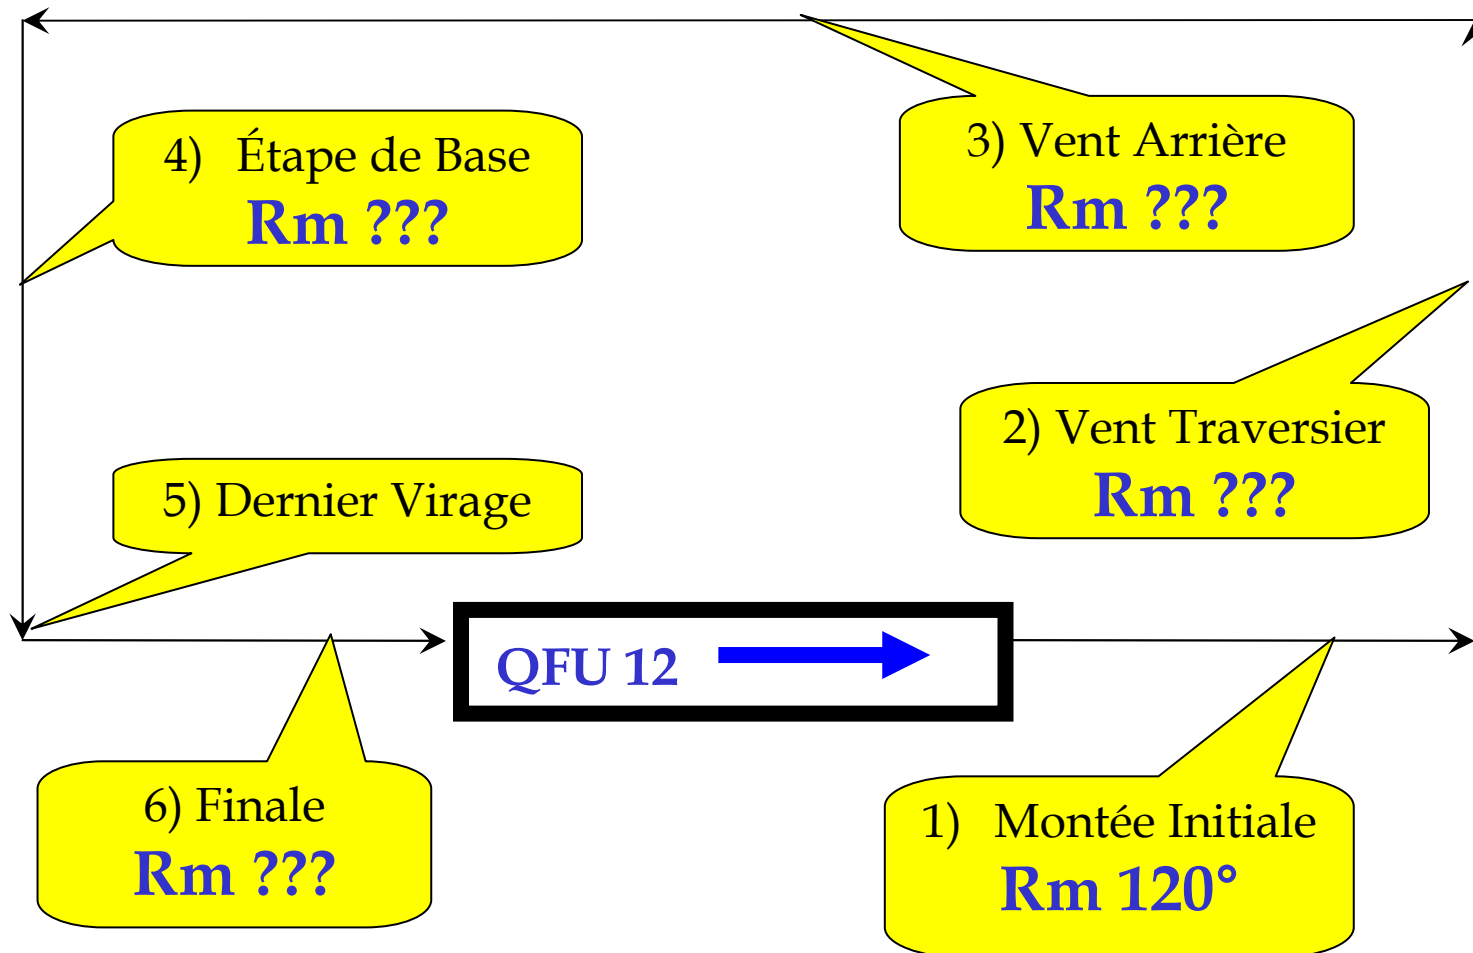 4) Étape de Base
Rm ???
3) Vent Arrière
Rm ???
2) Vent Traversier
Rm ???
5) Dernier Virage
QFU 12
6) Finale
Rm ???
1) Montée Initiale
Rm 120°